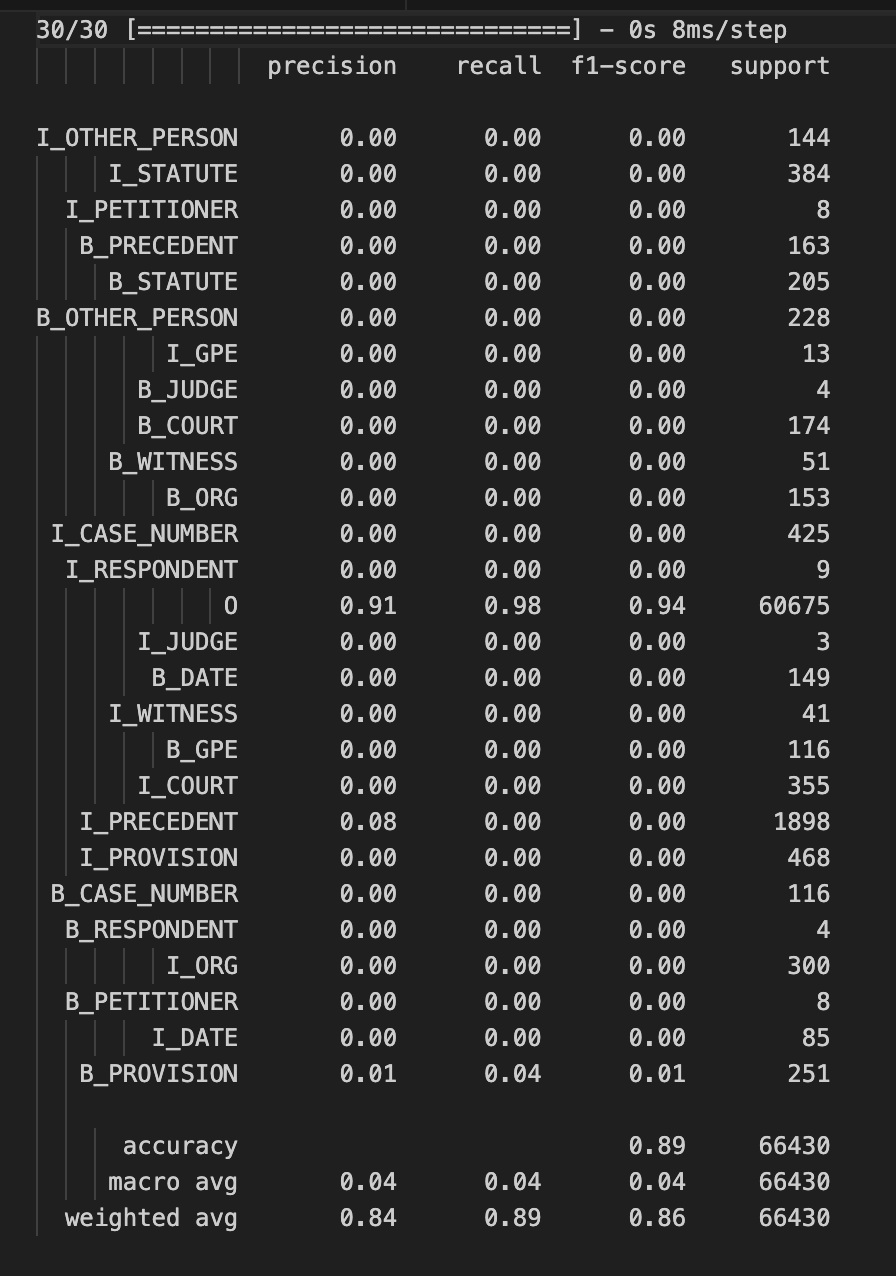 30/30 [==============================] - 0s 8ms/step
precision recall f1-score support
I_OTHER_PERSON 0.00 0.00 0.00 144
I_STATUTE 0.00 0.00 0.00 384
I_PETITIONER 0.00 0.00 0.00 8
B_PRECEDENT 0.00 0.00 0.00 163
B_STATUTE 0.00 0.00 0.00 205
B_OTHER_PERSON 0.00 0.00 0.00 228
I_GPE 0.00 0.00 0.00 13
B_JUDGE 0.00 0.00 0.00 4
B_COURT 0.00 0.00 0.00 174
B_WITNESS 0.00 0.00 0.00 51
B_ORG 0.00 0.00 0.00 153
I_CASE_NUMBER 0.00 0.00 0.00 425
I_RESPONDENT 0.00 0.00 0.00 9
O 0.91 0.98 0.94 60675
I_JUDGE 0.00 0.00 0.00 3
B_DATE 0.00 0.00 0.00 149
I_WITNESS 0.00 0.00 0.00 41
B_GPE 0.00 0.00 0.00 116
I_COURT 0.00 0.00 0.00 355
I_PRECEDENT 0.08 0.00 0.00 1898
I_PROVISION 0.00 0.00 0.00 468
B_CASE_NUMBER 0.00 0.00 0.00 116
B_RESPONDENT 0.00 0.00 0.00 4
I_ORG 0.00 0.00 0.00 300
B_PETITIONER 0.00 0.00 0.00 8
I_DATE 0.00 0.00 0.00 85
B_PROVISION 0.01 0.04 0.01 251
accuracy 0.89 66430
macro avg 0.04 0.04 0.04 66430
weighted avg 0.84 0.89 0.86 66430